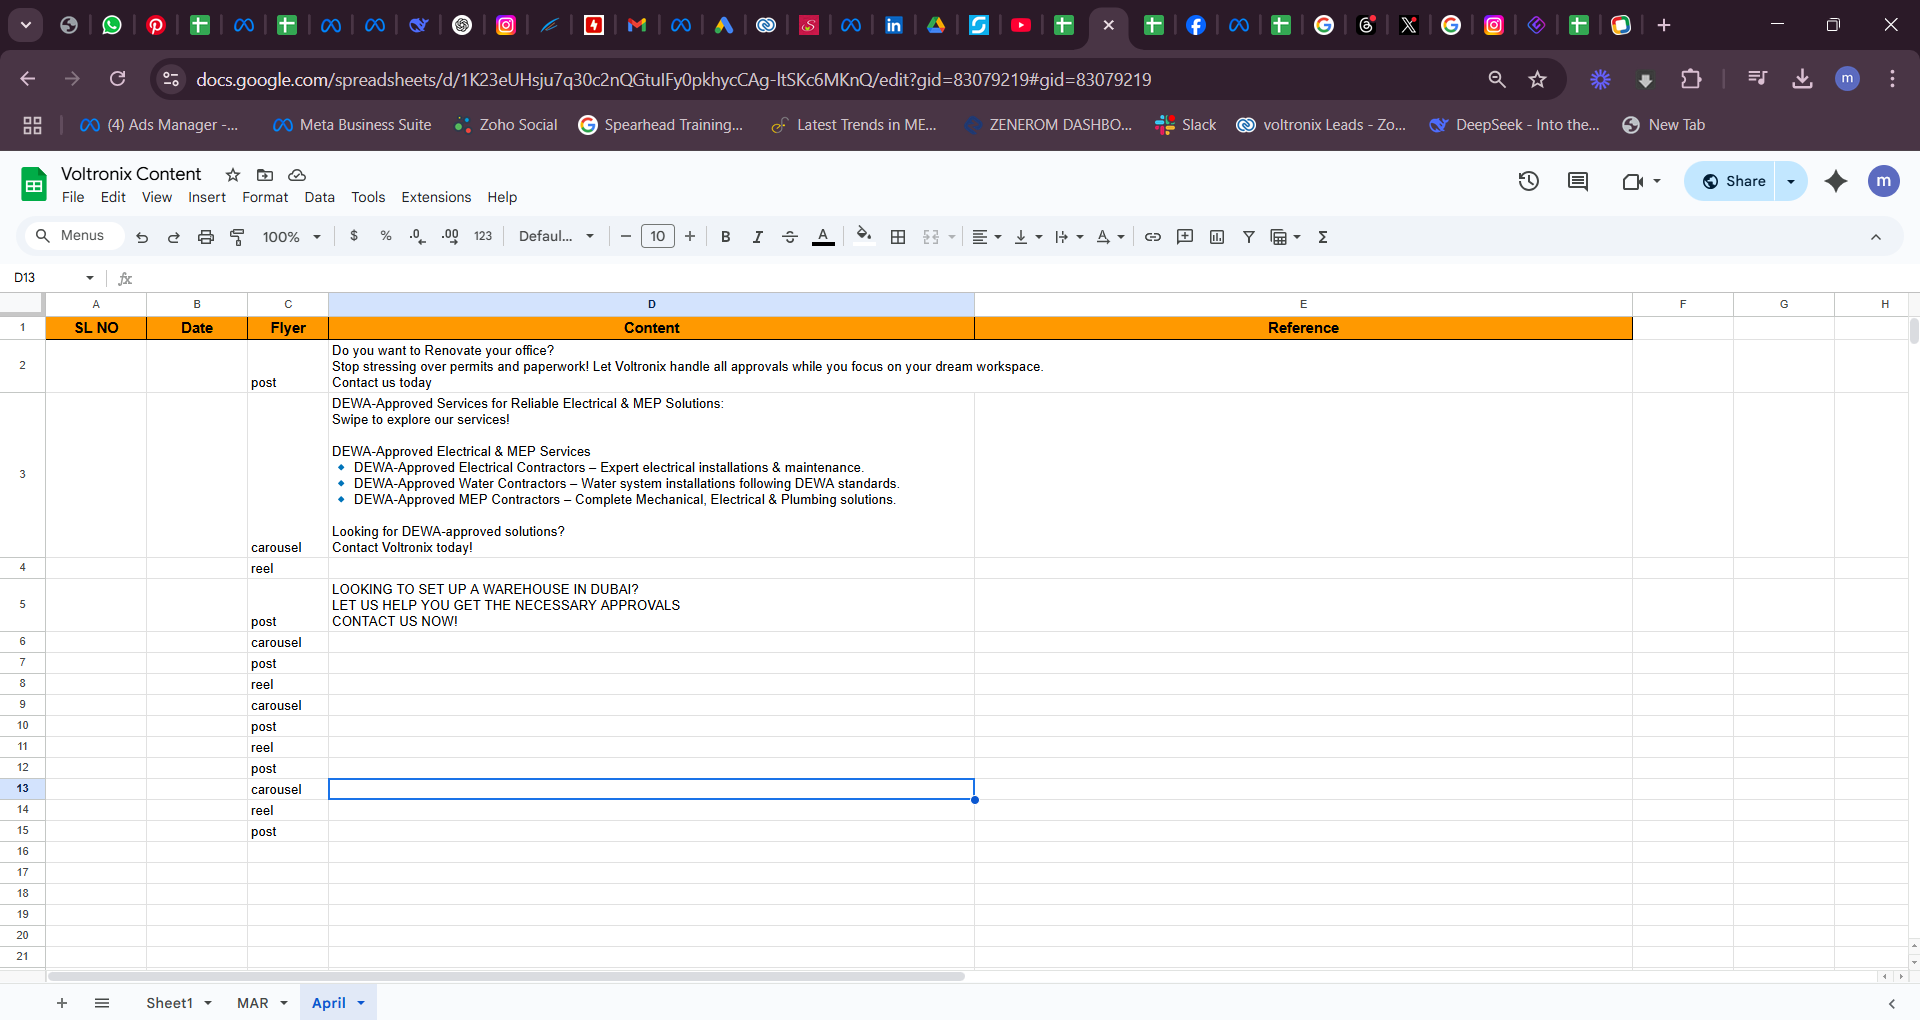 docs.google.com/spreadsheets/d/1K23eUHsju7q30c2nQGtuIFy0pkhycCAg-ltSKc6MKnQ/edit?gid=83079219#gid=83079219
m
(4) Ads Manager -...
Meta Business Suite
Zoho Social
Spearhead Training...
Latest Trends in ME...
ZENEROM DASHBO...
Slack
voltronix Leads - Zo...
DeepSeek - Into the...
New Tab
Voltronix Content
File Edit View Insert Format Data Tools Extensions Help
Share
m
Menus
100%
$ % .0 .00 123
Defaul...
10
B I A
Σ
D13
fx
A B C D E F G H
1 SL NO Date Flyer Content Reference
2 post
Do you want to Renovate your office?
Stop stressing over permits and paperwork! Let Voltronix handle all approvals while you focus on your dream workspace.
Contact us today
3 carousel
DEWA-Approved Services for Reliable Electrical & MEP Solutions:
Swipe to explore our services!
DEWA-Approved Electrical & MEP Services
🔹 DEWA-Approved Electrical Contractors – Expert electrical installations & maintenance.
🔹 DEWA-Approved Water Contractors – Water system installations following DEWA standards.
🔹 DEWA-Approved MEP Contractors – Complete Mechanical, Electrical & Plumbing solutions.
Looking for DEWA-approved solutions?
Contact Voltronix today!
4 reel
5 post
LOOKING TO SET UP A WAREHOUSE IN DUBAI?
LET US HELP YOU GET THE NECESSARY APPROVALS
CONTACT US NOW!
6 carousel
7 post
8 reel
9 carousel
10 post
11 reel
12 post
13 carousel
14 reel
15 post
16
17
18
19
20
21
Sheet1 MAR April